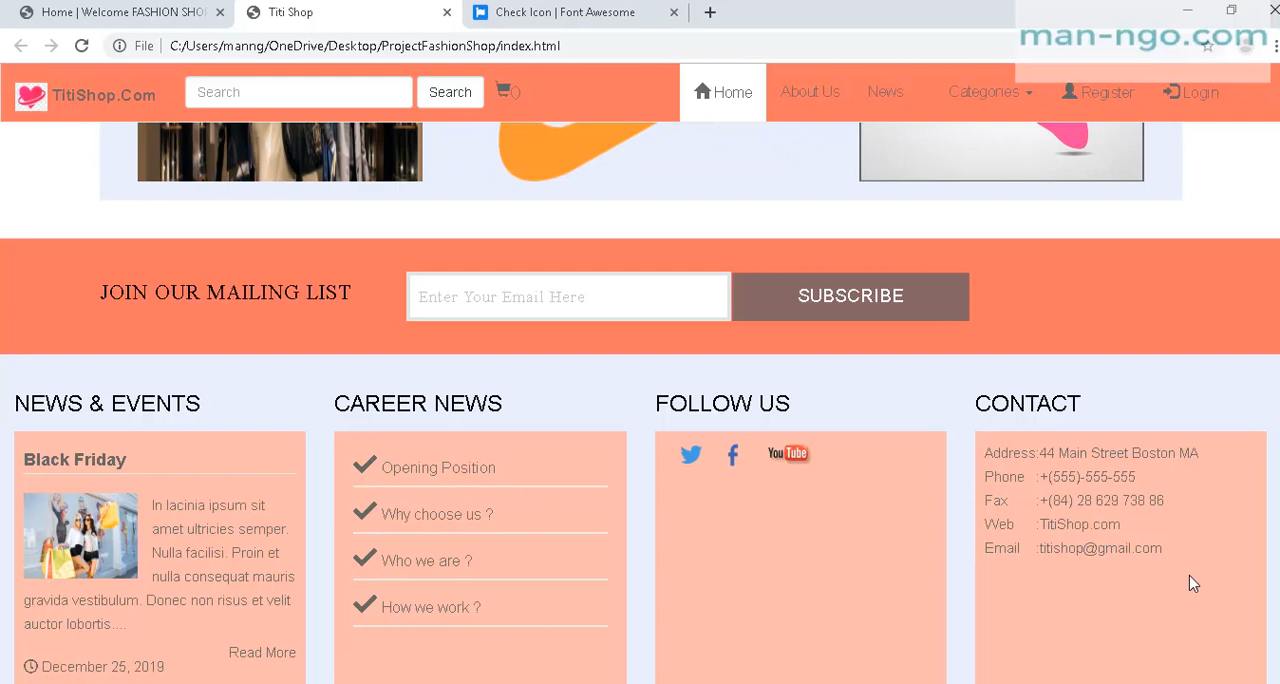 Home | Welcome FASHION SHOP
Titi Shop
Check Icon | Font Awesome
File
C:/Users/manng/OneDrive/Desktop/ProjectFashionShop/index.html
man-ngo.com
TitiShop.Com
Search
Search
0
Home
About Us
News
Categories
Register
Login
JOIN OUR MAILING LIST
Enter Your Email Here
SUBSCRIBE
NEWS & EVENTS
Black Friday
In lacinia ipsum sit
amet ultricies semper.
Nulla facilisi. Proin et
nulla consequat mauris
gravida vestibulum. Donec non risus et velit
auctor lobortis....
Read More
December 25, 2019
CAREER NEWS
Opening Position
Why choose us ?
Who we are ?
How we work ?
FOLLOW US
You Tube
CONTACT
Address:44 Main Street Boston MA
Phone :+(555)-555-555
Fax :+(84) 28 629 738 86
Web :TitiShop.com
Email :titishop@gmail.com